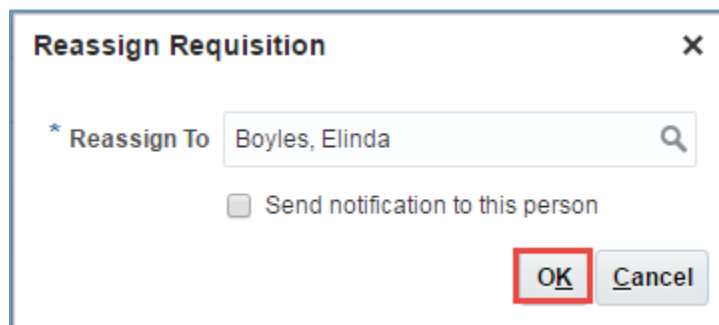 Reassign Requisition
* Reassign To Boyles, Elinda
Send notification to this person
OK Cancel